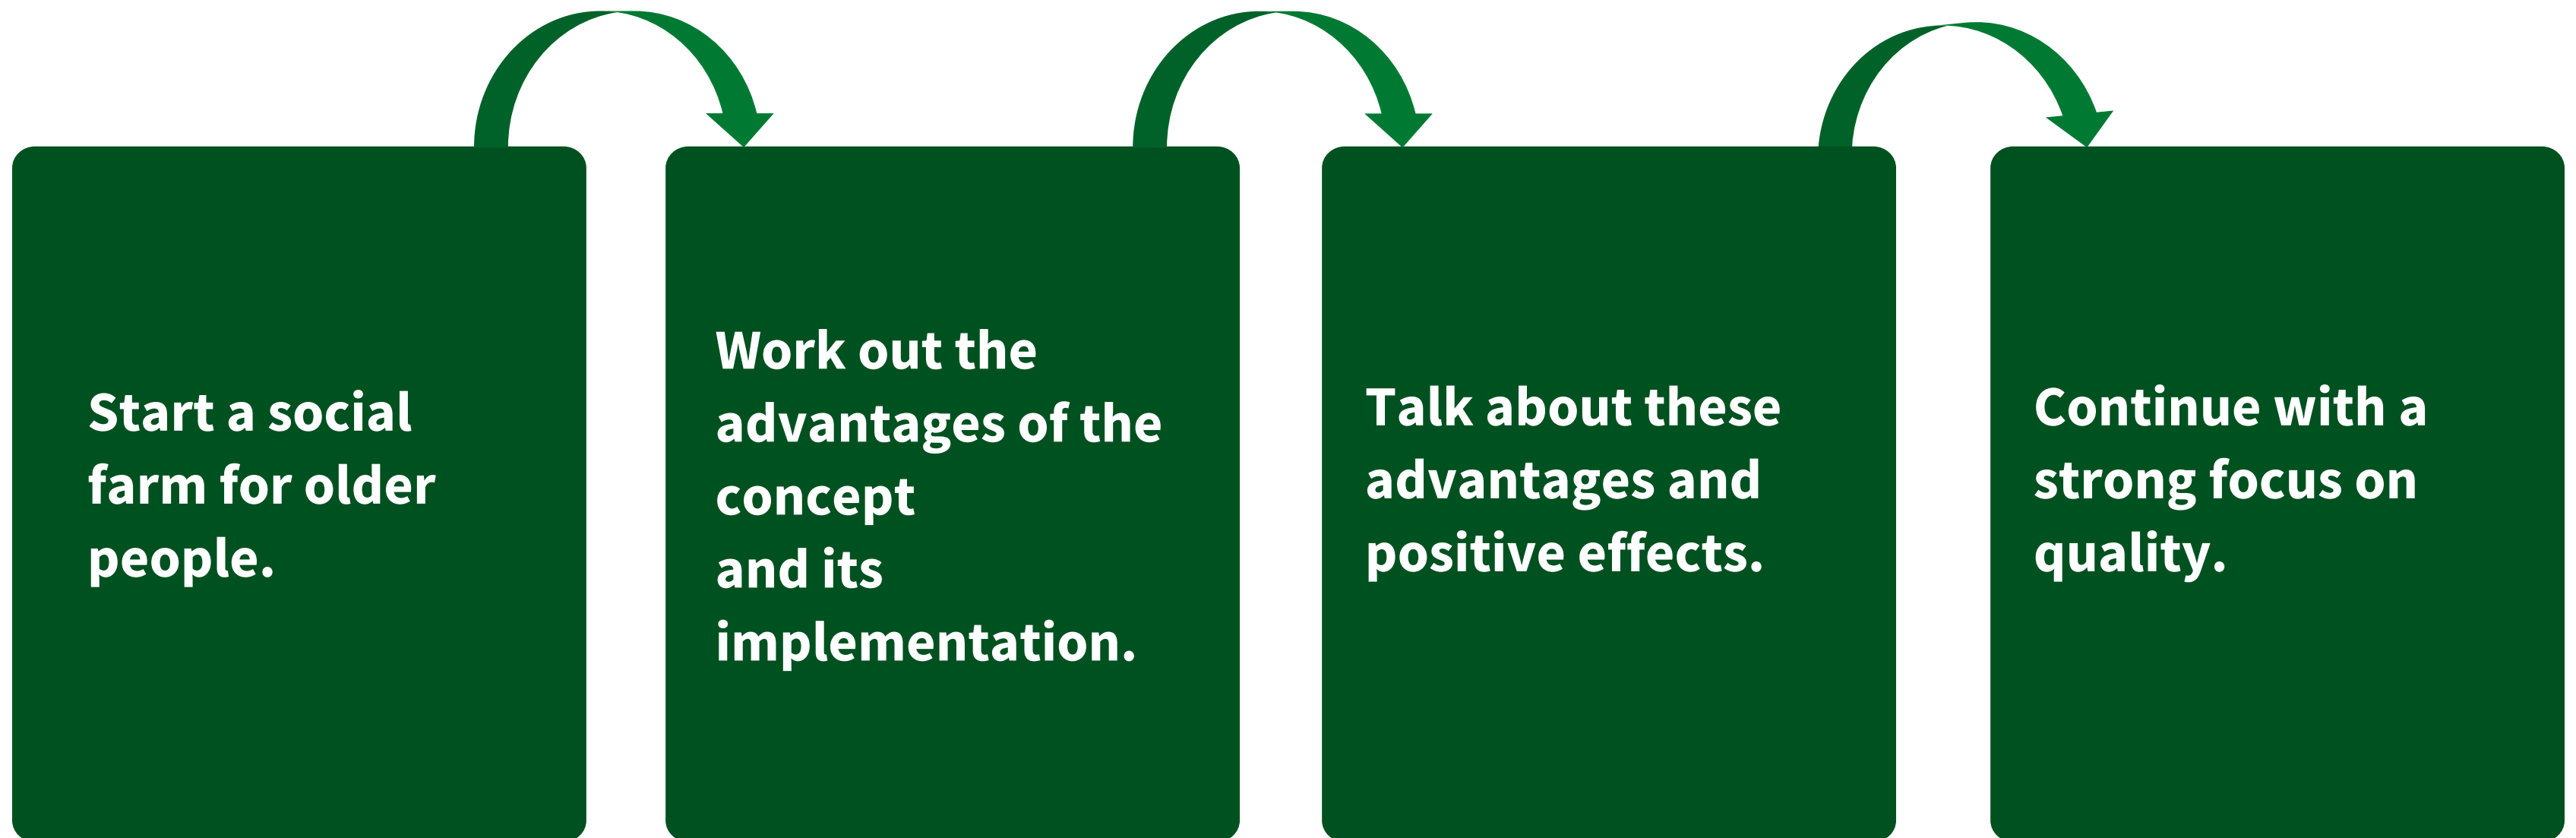 Start a social
farm for older
people.
Work out the
advantages of the
concept
and its
implementation.
Talk about these
advantages and
positive effects.
Continue with a
strong focus on
quality.